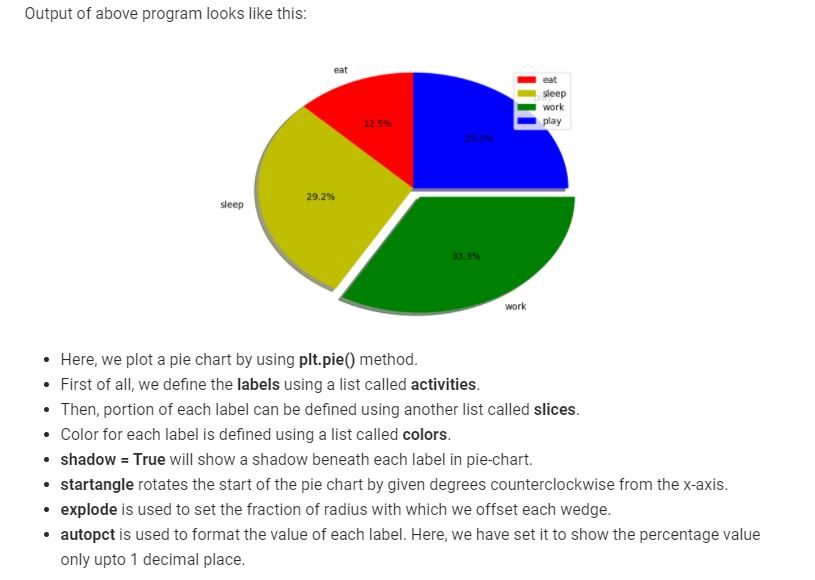 Output of above program looks like this:
eat
eat
sleep
work
play
12.5%
25.0%
29.2%
sleep
33.3%
work
• Here, we plot a pie chart by using plt.pie() method.
• First of all, we define the labels using a list called activities.
• Then, portion of each label can be defined using another list called slices.
• Color for each label is defined using a list called colors.
• shadow = True will show a shadow beneath each label in pie-chart.
• startangle rotates the start of the pie chart by given degrees counterclockwise from the x-axis.
• explode is used to set the fraction of radius with which we offset each wedge.
• autopct is used to format the value of each label. Here, we have set it to show the percentage value
only upto 1 decimal place.